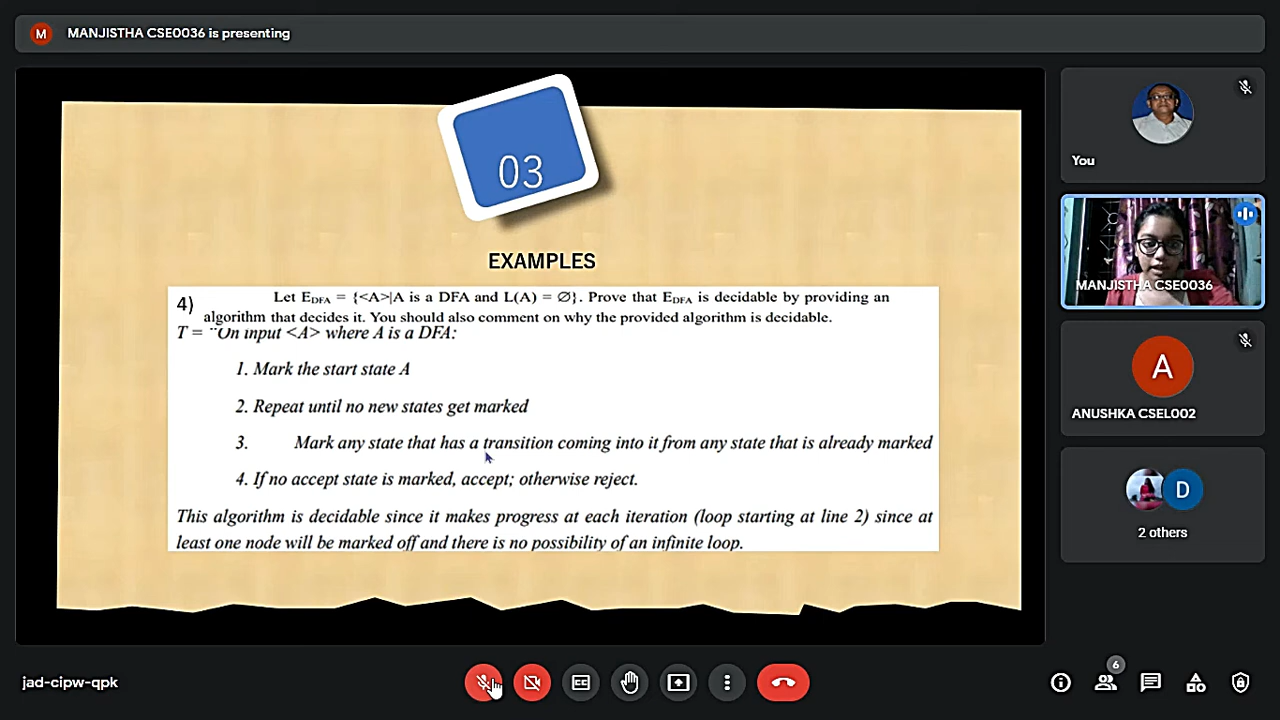 M MANJISTHA CSE0036 is presenting
03
EXAMPLES
4) Let E_DFA = {<A>|A is a DFA and L(A) = ∅}. Prove that E_DFA is decidable by providing an
algorithm that decides it. You should also comment on why the provided algorithm is decidable.
T = ¨On input <A> where A is a DFA:
1. Mark the start state A
2. Repeat until no new states get marked
3. Mark any state that has a transition coming into it from any state that is already marked
4. If no accept state is marked, accept; otherwise reject.
This algorithm is decidable since it makes progress at each iteration (loop starting at line 2) since at
least one node will be marked off and there is no possibility of an infinite loop.
You
MANJISTHA CSE0036
A
ANUSHKA CSEL002
D
2 others
jad-cipw-qpk
CC
6